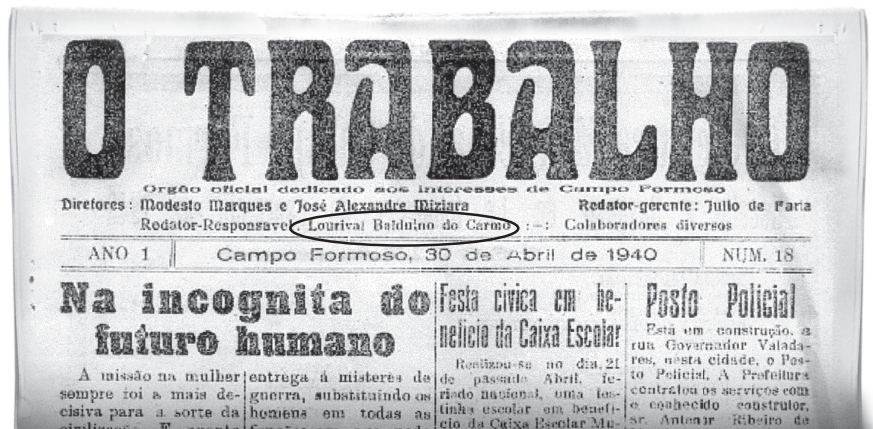 O TRABALHO
Orgão oficial dedicado aos interesses de Campo Formoso
Diretores: Modesto Marques e José Alexandre Miziara
Redator-gerente: Julio de Faria
Redator-Responsavel: Lourival Balduino do Carmo :-: Colaboradores diversos
ANO 1
Campo Formoso, 30 de Abril de 1940
NUM. 18
Na incognita do
futuro humano
A missão na mulher
sempre foi a mais de-
cisiva para a sorte da
entrega á misteres de
guerra, substituindo os
homens em todas as
Festa civica em be-
neficio da Caixa Escolar
Realizou-se no dia, 21
de passado Abril, fe-
riado nacional, uma fes-
tinha escolar em benefi-
cio da Caixa Escolar Mu-
Posto Policial
Está em construção, a
rua Governador Valada-
res, nesta cidade, o Pos-
to Policial. A Prefeitura
contratou os serviços com
o conhecido construtor,
sr. Antenor Ribeiro de